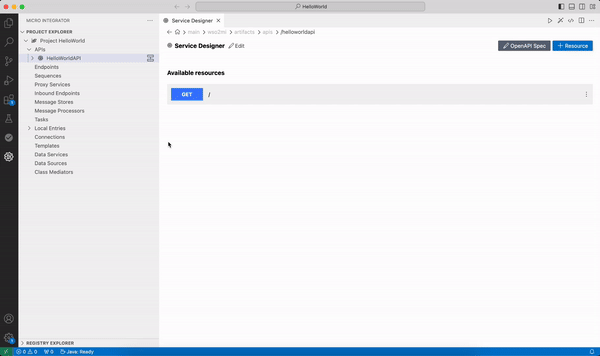 HelloWorld
MICRO INTEGRATOR
PROJECT EXPLORER
Project HelloWorld
APIs
HelloWorldAPI
Endpoints
Sequences
Proxy Services
Inbound Endpoints
Message Stores
Message Processors
Tasks
Local Entries
Connections
Templates
Data Services
Data Sources
Class Mediators
REGISTRY EXPLORER
Service Designer
main > wso2mi > artifacts > apis > /helloworldapi
Service Designer Edit
OpenAPI Spec
+ Resource
Available resources
GET /
0 0 0 Java: Ready